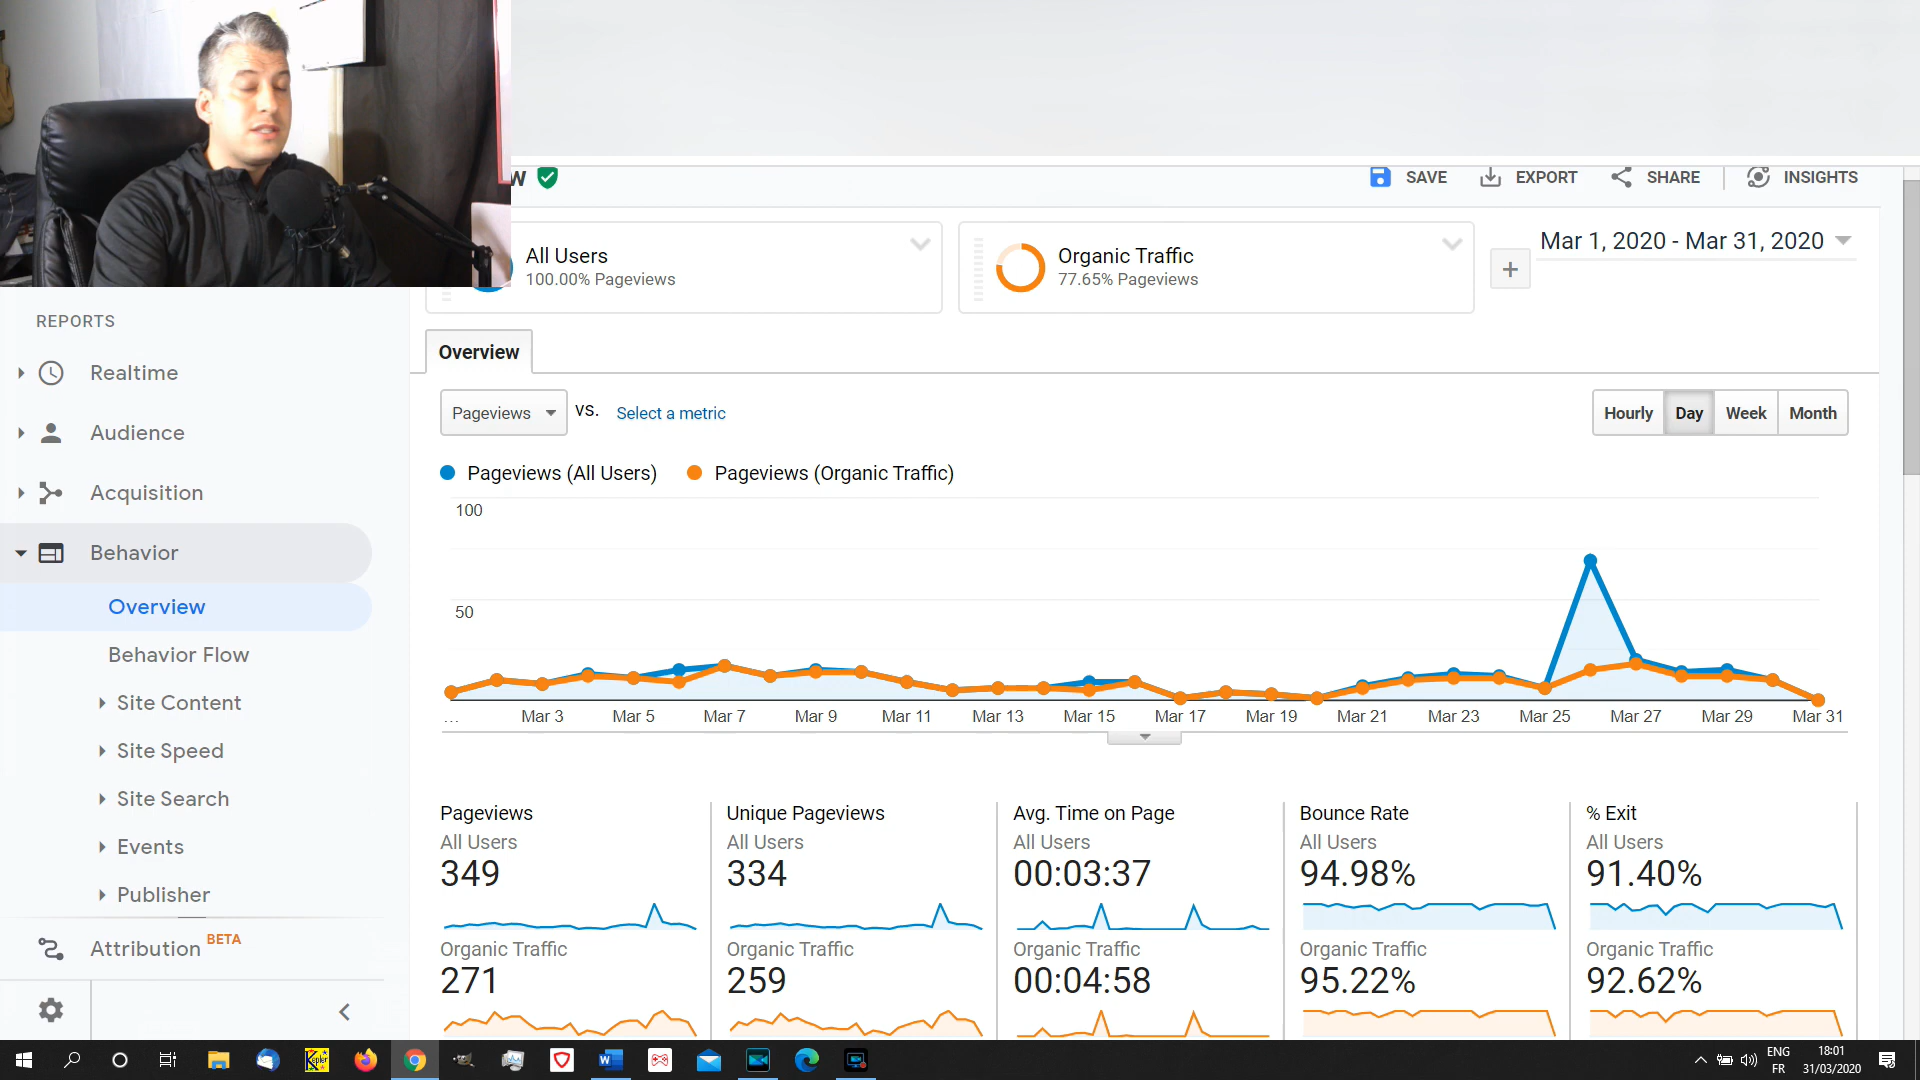 W
SAVE
EXPORT
SHARE
INSIGHTS
All Users
100.00% Pageviews
Organic Traffic
77.65% Pageviews
+
Mar 1, 2020 - Mar 31, 2020
REPORTS
Realtime
Audience
Acquisition
Behavior
Overview
Behavior Flow
Site Content
Site Speed
Site Search
Events
Publisher
Attribution BETA
Overview
Pageviews VS. Select a metric
Hourly Day Week Month
Pageviews (All Users) Pageviews (Organic Traffic)
100
50
... Mar 3 Mar 5 Mar 7 Mar 9 Mar 11 Mar 13 Mar 15 Mar 17 Mar 19 Mar 21 Mar 23 Mar 25 Mar 27 Mar 29 Mar 31
Pageviews
All Users
349
Organic Traffic
271
Unique Pageviews
All Users
334
Organic Traffic
259
Avg. Time on Page
All Users
00:03:37
Organic Traffic
00:04:58
Bounce Rate
All Users
94.98%
Organic Traffic
95.22%
% Exit
All Users
91.40%
Organic Traffic
92.62%
Kepler
W
ENG
FR
18:01
31/03/2020